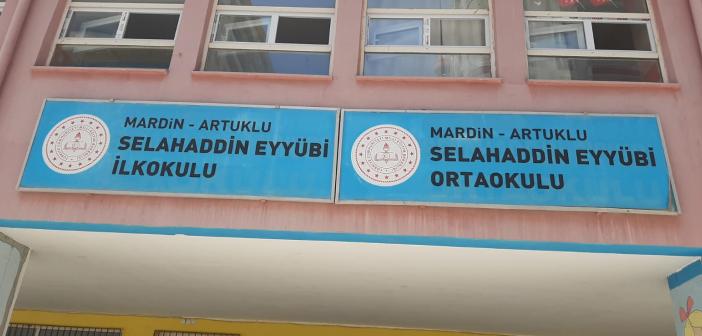 MARDİN - ARTUKLU
SELAHADDİN EYYÜBİ
İLKOKULU
MARDİN - ARTUKLU
SELAHADDİN EYYÜBİ
ORTAOKULU